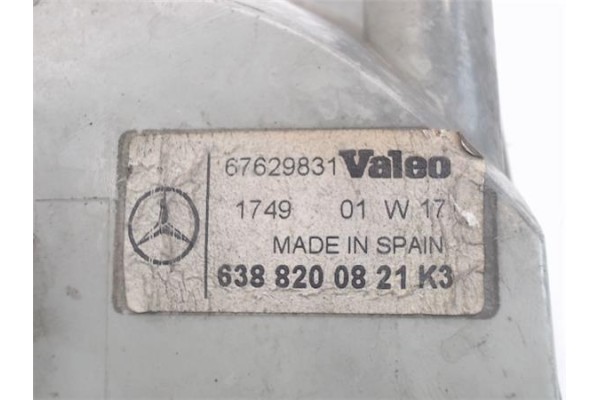 67629831 Valeo
1749 01 W 17
MADE IN SPAIN
638 820 08 21 K3